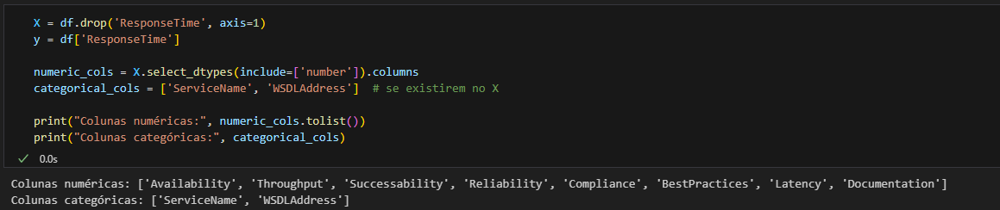 X = df.drop('ResponseTime', axis=1)
y = df['ResponseTime']
numeric_cols = X.select_dtypes(include=['number']).columns
categorical_cols = ['ServiceName', 'WSDLAddress']  # se existirem no X
print("Colunas numéricas:", numeric_cols.tolist())
print("Colunas categóricas:", categorical_cols)
0.0s
Colunas numéricas: ['Availability', 'Throughput', 'Successability', 'Reliability', 'Compliance', 'BestPractices', 'Latency', 'Documentation']
Colunas categóricas: ['ServiceName', 'WSDLAddress']